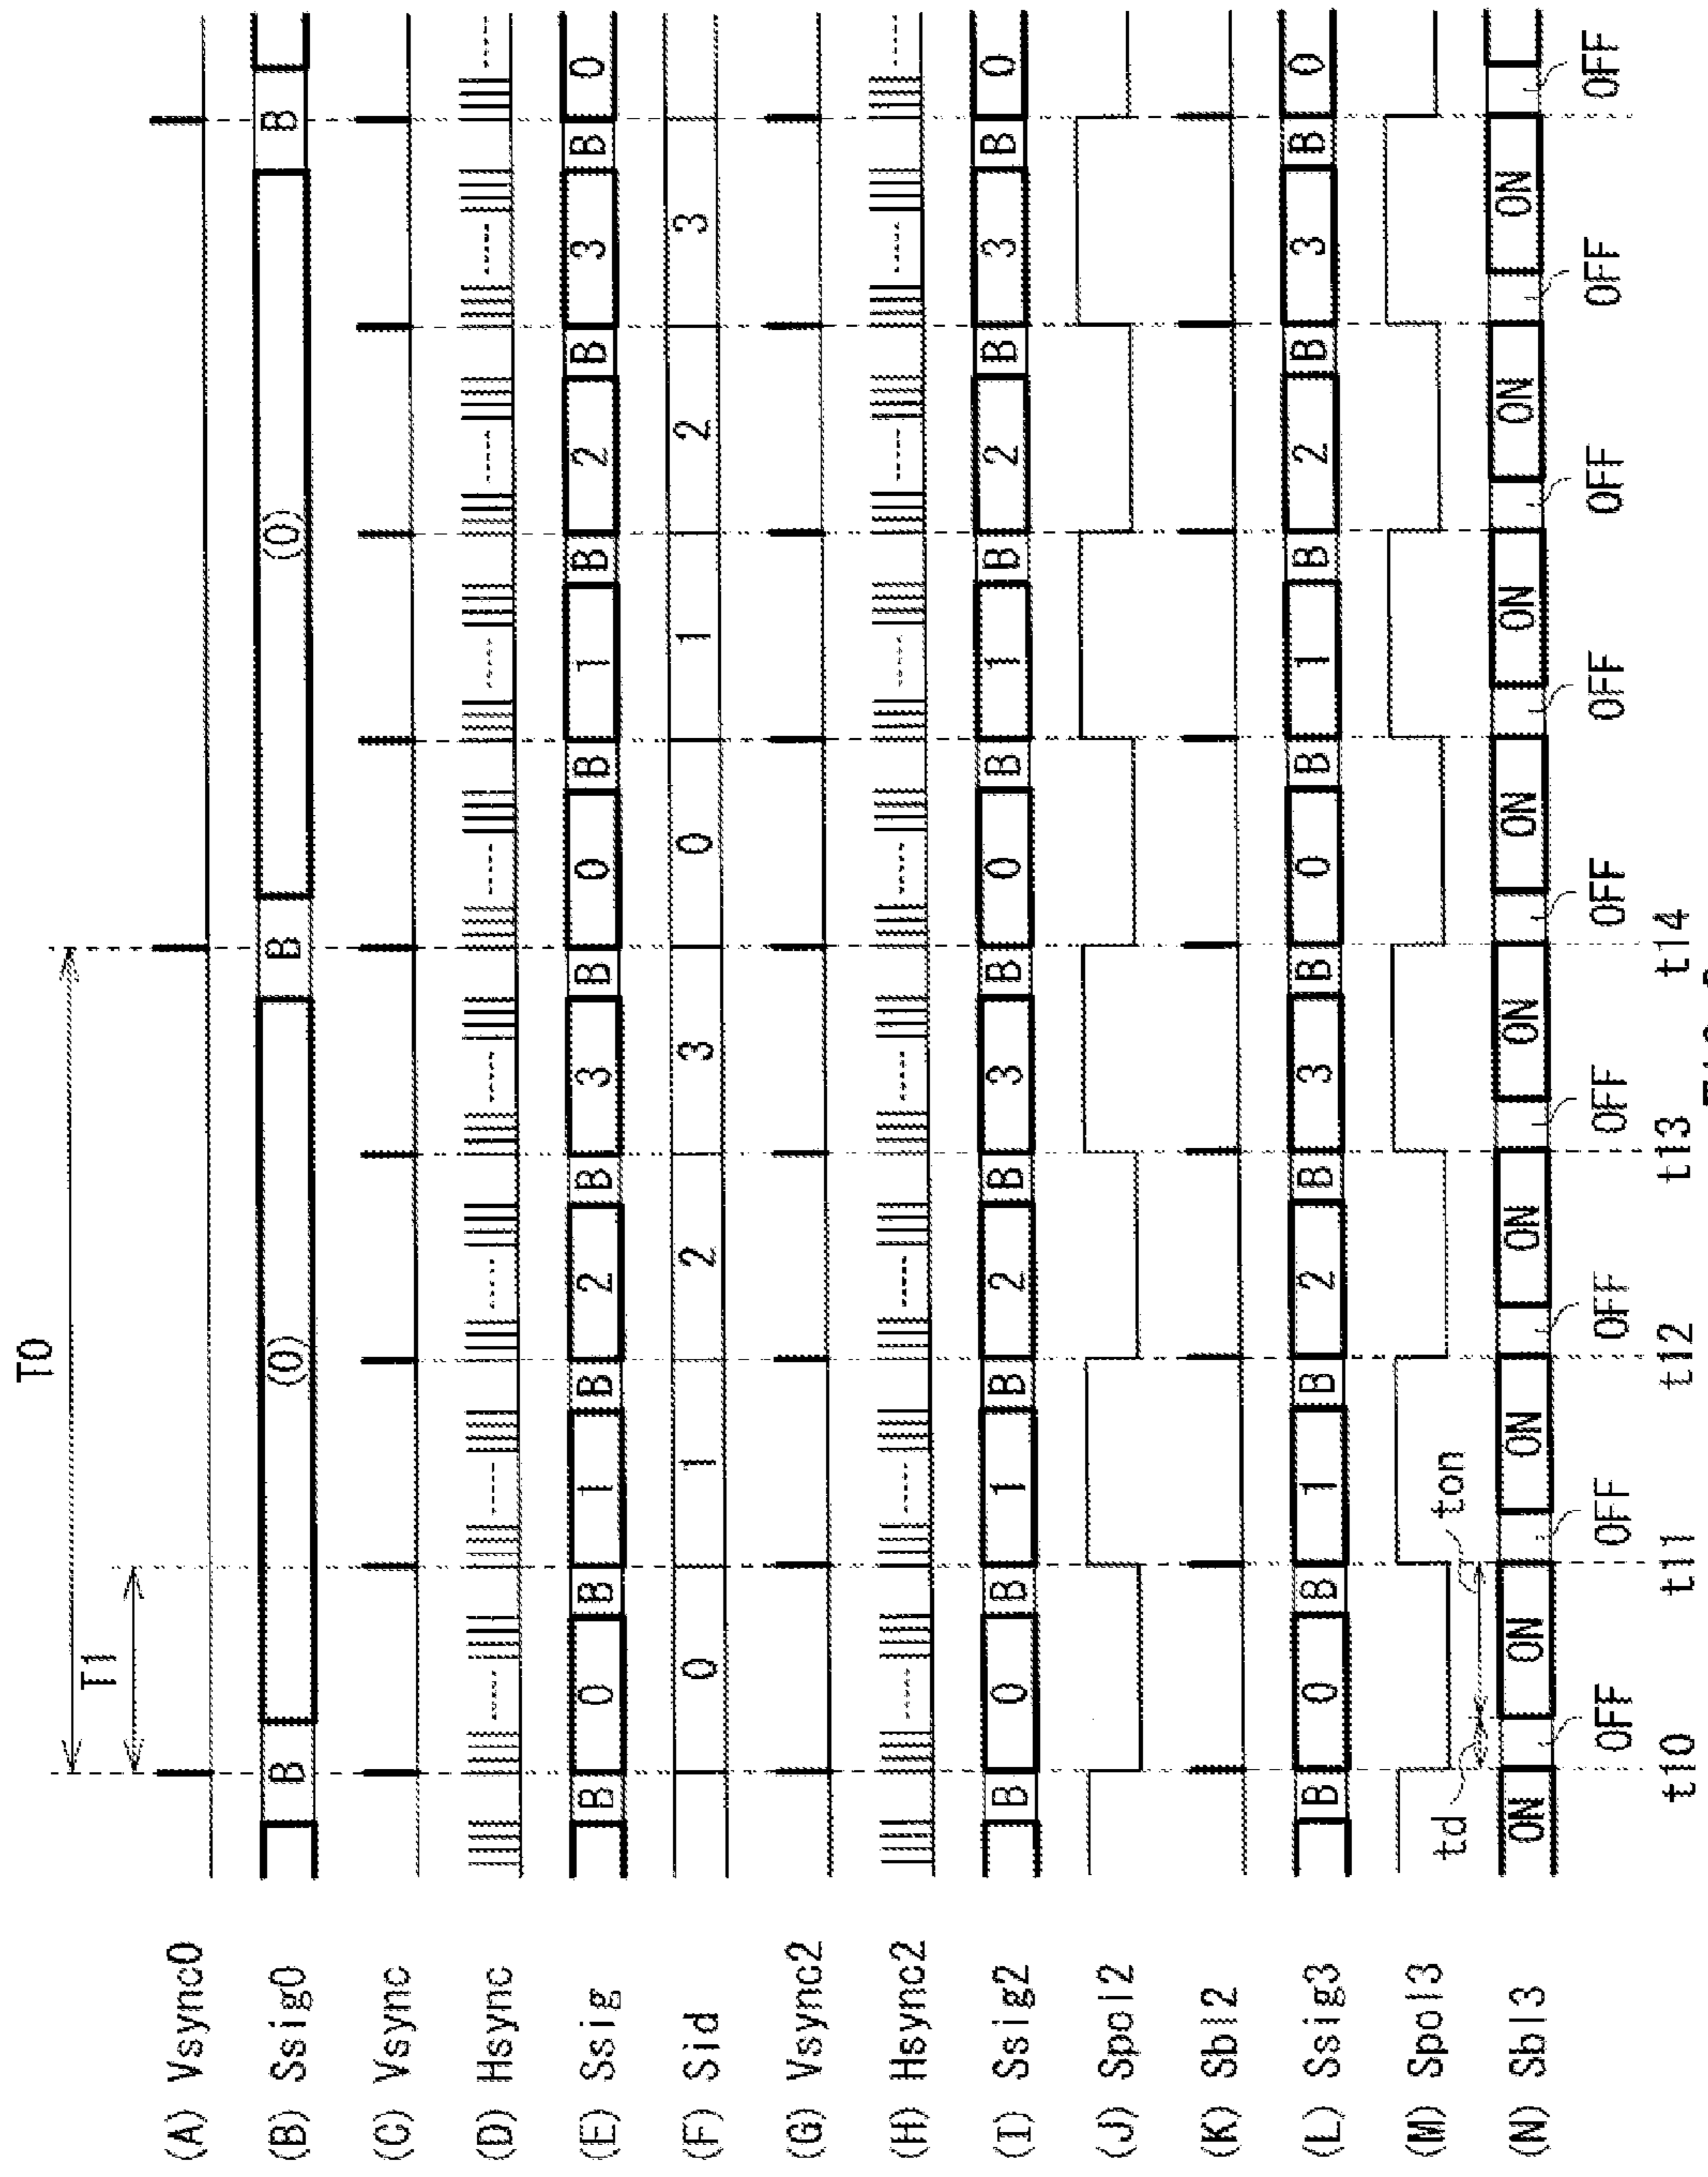 T0
T1
(A) Vsync0
(B) Ssig0 B (0) B (0) B
(C) Vsync
(D) Hsync
(E) Ssig B 0 B 1 B 2 B 3 B 0 B 1 B 2 B 3 B 0
(F) Sid 0 1 2 3 0 1 2 3
(G) Vsync2
(H) Hsync2
(I) Ssig2 B 0 B 1 B 2 B 3 B 0 B 1 B 2 B 3 B 0
(J) Spol2
(K) Sbl2
(L) Ssig3 B 0 B 1 B 2 B 3 B 0 B 1 B 2 B 3 B 0
(M) Spol3
td ton
(N) Sbl3 ON ON ON ON ON ON ON ON ON
OFF OFF OFF OFF OFF OFF OFF OFF OFF
t10 t11 t12 t13 t14